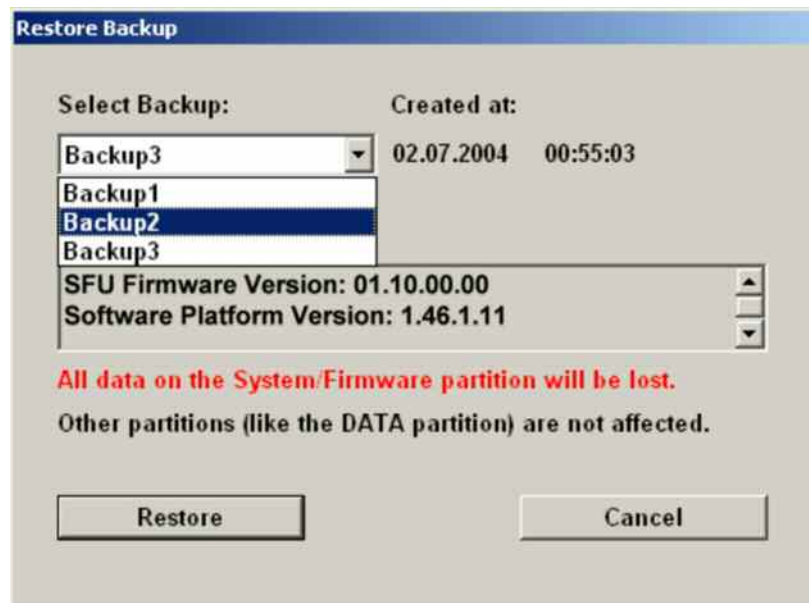 Restore Backup
Select Backup: Created at:
Backup3 02.07.2004 00:55:03
Backup1
Backup2
Backup3
SFU Firmware Version: 01.10.00.00
Software Platform Version: 1.46.1.11
All data on the System/Firmware partition will be lost.
Other partitions (like the DATA partition) are not affected.
Restore Cancel